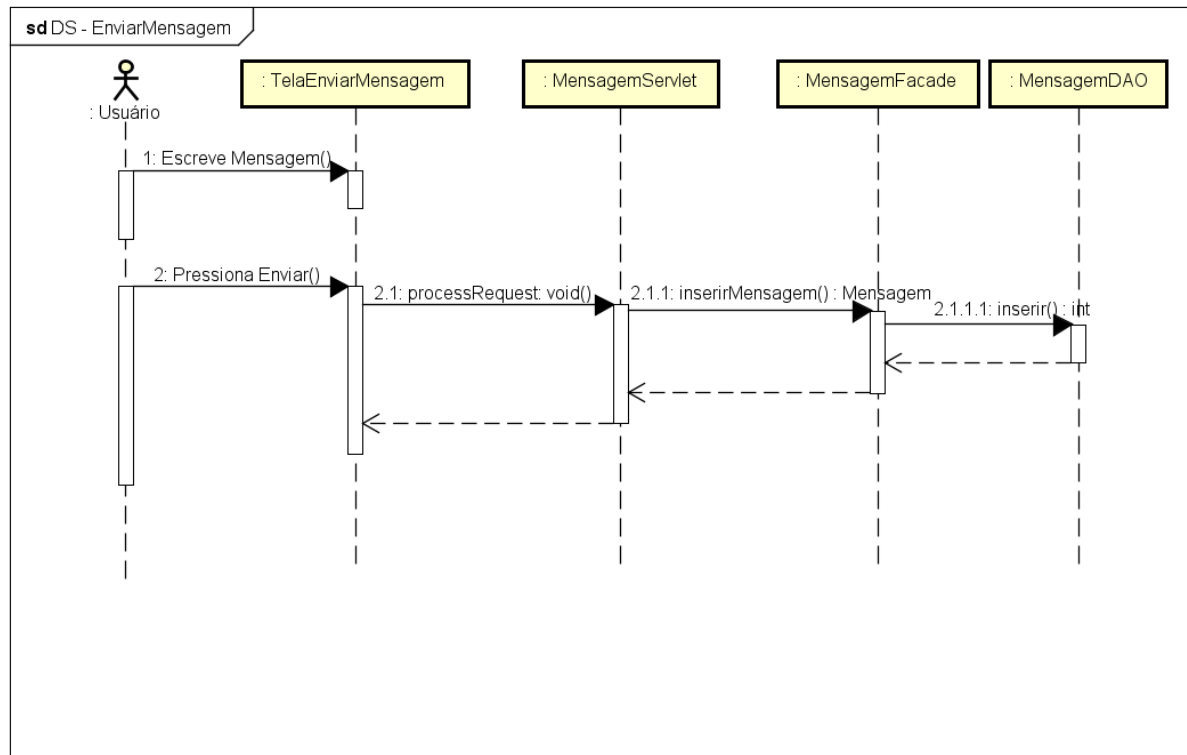 sd DS - EnviarMensagem
: Usuário
: TelaEnviarMensagem
: MensagemServlet
: MensagemFacade
: MensagemDAO
1: Escreve Mensagem()
2: Pressiona Enviar()
2.1: processRequest: void()
2.1.1: inserirMensagem() : Mensagem
2.1.1.1: inserir() : int